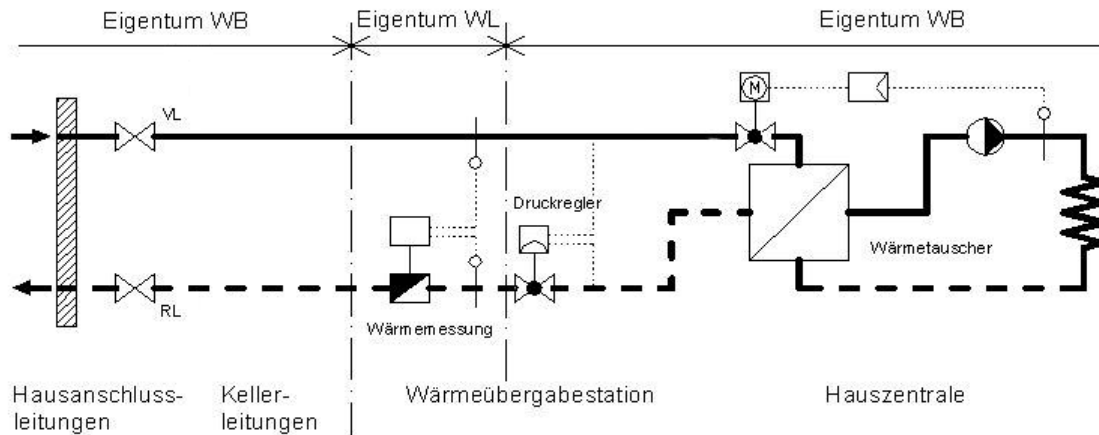 Eigentum WB
Eigentum WL
Eigentum WB
M
VL
Druckregler
Wärmetauscher
RL
Wärmemessung
Hausanschluss-
leitungen
Keller-
leitungen
Wärmeübergabestation
Hauszentrale